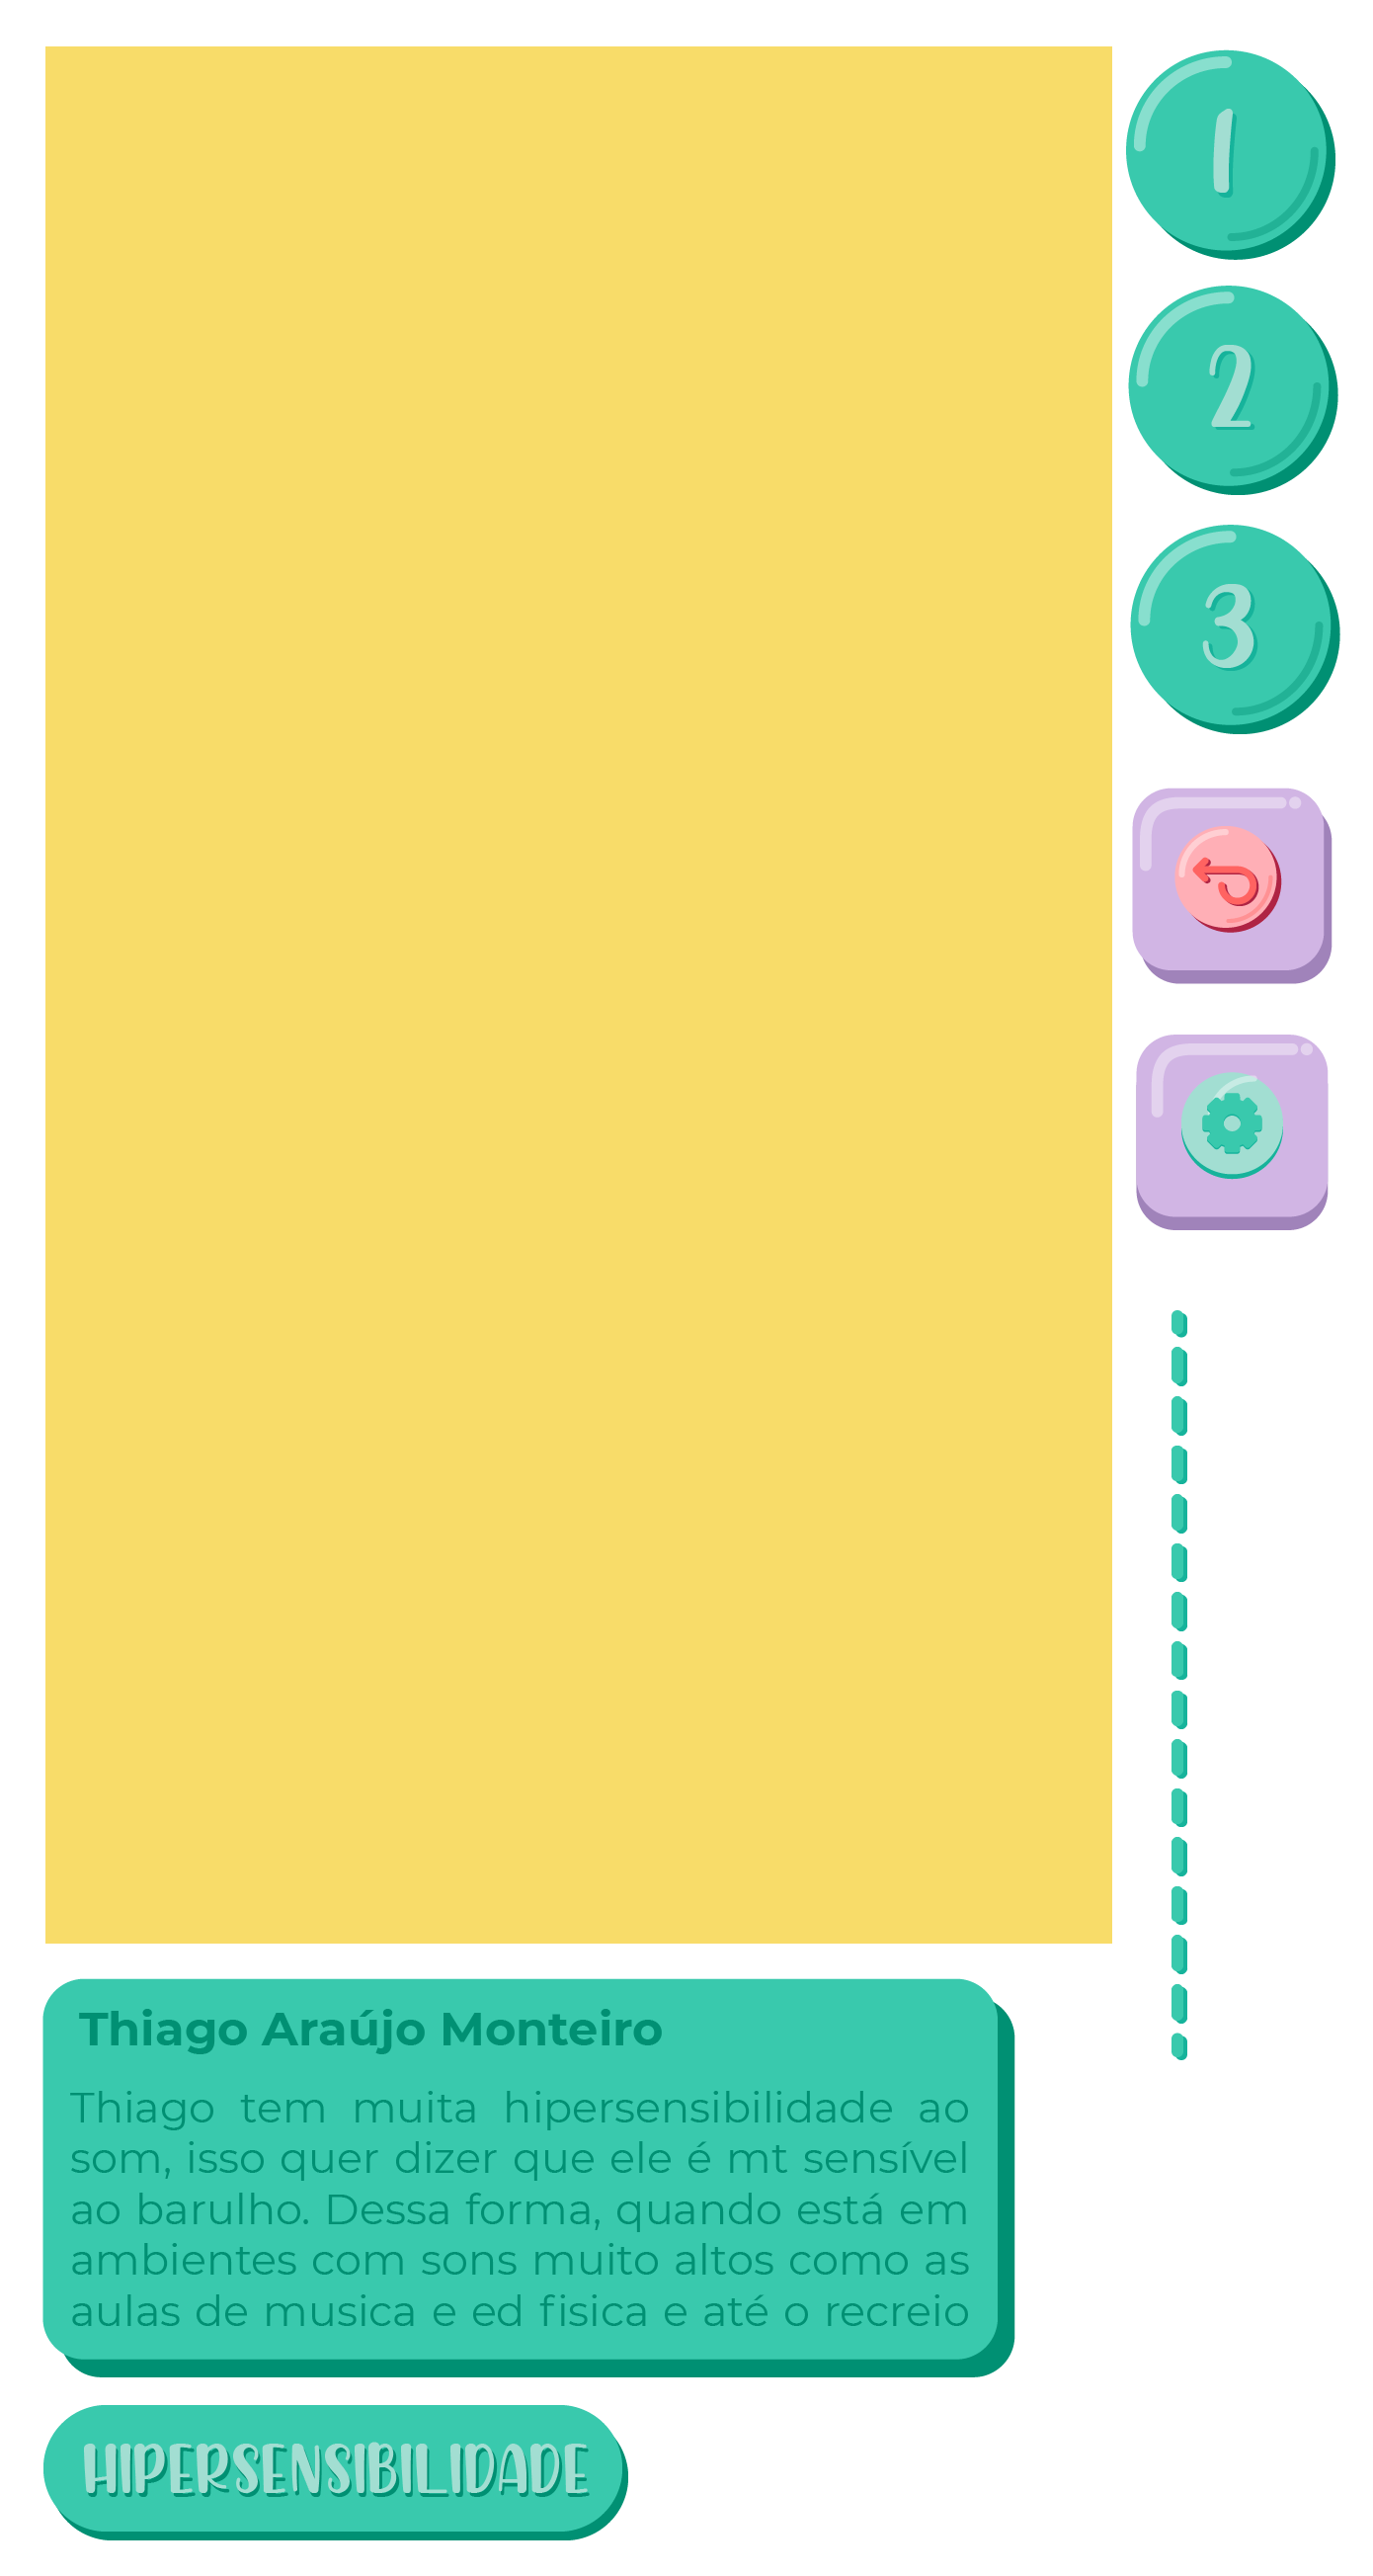 1
2
3
Thiago Araújo Monteiro
Thiago tem muita hipersensibilidade ao
som, isso quer dizer que ele é mt sensível
ao barulho. Dessa forma, quando está em
ambientes com sons muito altos como as
aulas de musica e ed fisica e até o recreio
HIPERSENSIBILIDADE